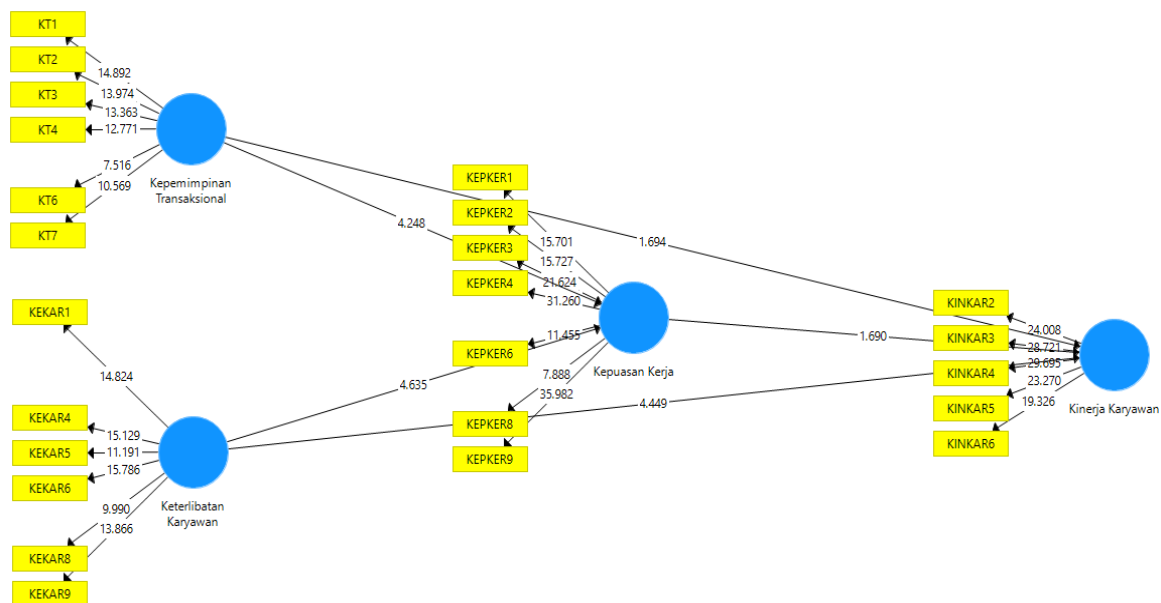 KT1
KT2
KT3
KT4
KT6
KT7
14.892
13.974
13.363
12.771
7.516
10.569
Kepemimpinan
Transaksional
KEKAR1
KEKAR4
KEKAR5
KEKAR6
KEKAR8
KEKAR9
14.824
15.129
11.191
15.786
9.990
13.866
Keterlibatan
Karyawan
4.248
1.694
4.635
4.449
KEPKER1
KEPKER2
KEPKER3
KEPKER4
KEPKER6
KEPKER8
KEPKER9
15.701
15.727
21.624
31.260
11.455
7.888
35.982
Kepuasan Kerja
1.690
KINKAR2
KINKAR3
KINKAR4
KINKAR5
KINKAR6
24.008
28.721
29.695
23.270
19.326
Kinerja Karyawan